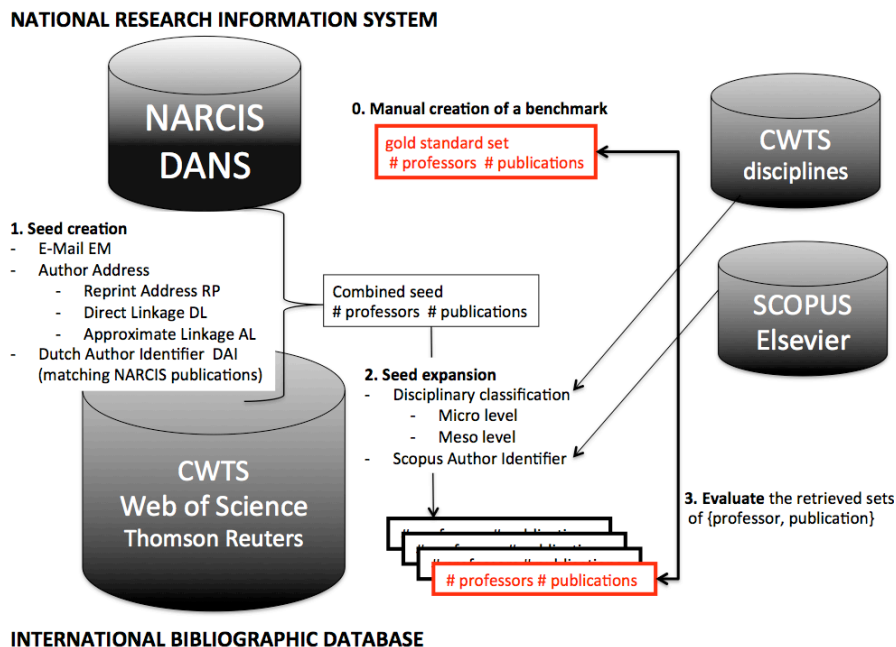 NATIONAL RESEARCH INFORMATION SYSTEM
NARCIS
DANS
0. Manual creation of a benchmark
gold standard set
# professors # publications
CWTS
disciplines
1. Seed creation
- E-Mail EM
- Author Address
- Reprint Address RP
- Direct Linkage DL
- Approximate Linkage AL
- Dutch Author Identifier DAI
(matching NARCIS publications)
Combined seed
# professors # publications
SCOPUS
Elsevier
2. Seed expansion
- Disciplinary classification
- Micro level
- Meso level
- Scopus Author Identifier
CWTS
Web of Science
Thomson Reuters
3. Evaluate the retrieved sets
of {professor, publication}
# professors # publications
INTERNATIONAL BIBLIOGRAPHIC DATABASE